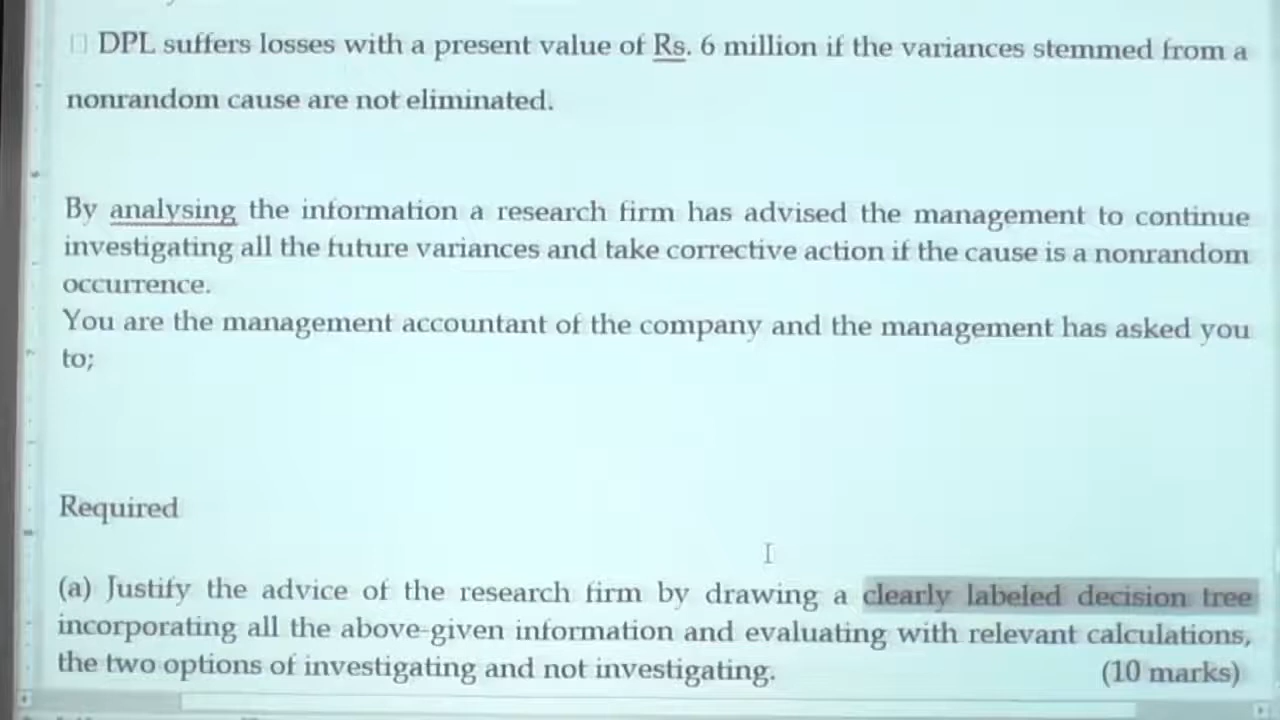 DPL suffers losses with a present value of Rs. 6 million if the variances stemmed from a
nonrandom cause are not eliminated.
By analysing the information a research firm has advised the management to continue
investigating all the future variances and take corrective action if the cause is a nonrandom
occurrence.
You are the management accountant of the company and the management has asked you
to;
Required
(a) Justify the advice of the research firm by drawing a clearly labeled decision tree
incorporating all the above-given information and evaluating with relevant calculations,
the two options of investigating and not investigating. (10 marks)